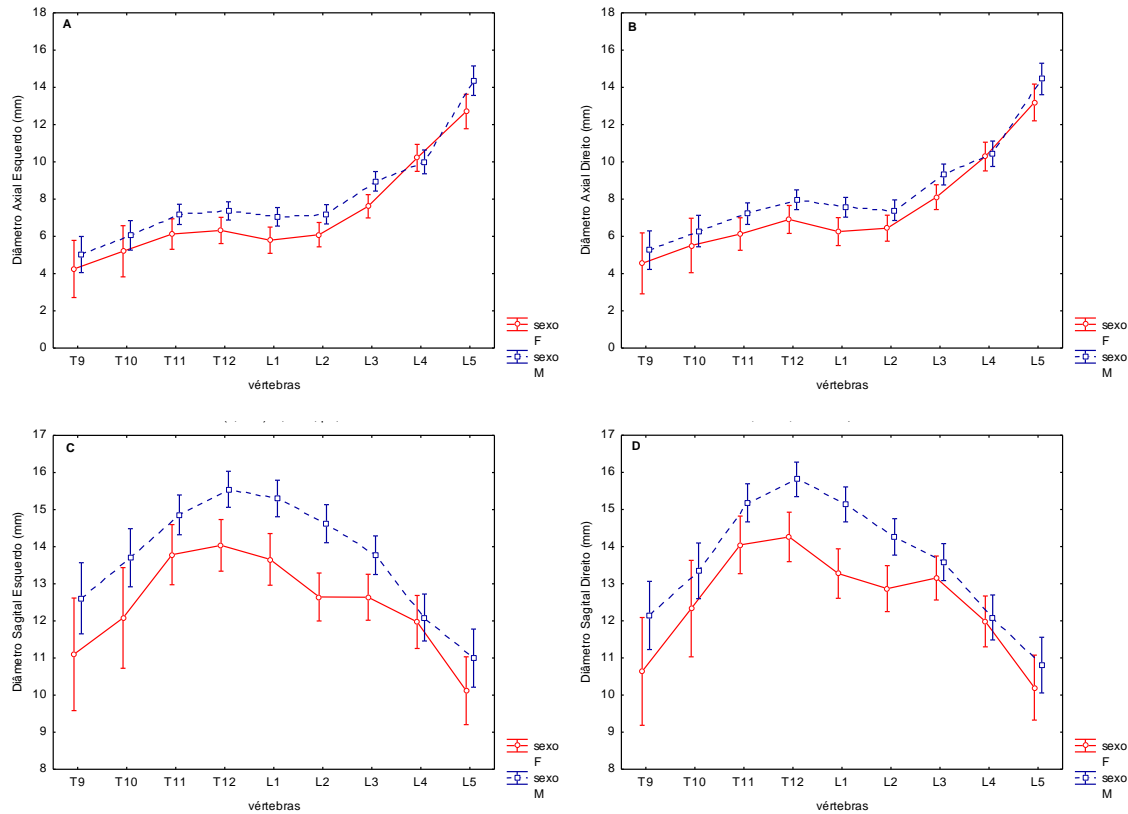 A
Diâmetro Axial Esquerdo (mm)
18
16
14
12
10
8
6
4
2
0
T9 T10 T11 T12 L1 L2 L3 L4 L5
vértebras
sexo
F
sexo
M
B
Diâmetro Axial Direito (mm)
18
16
14
12
10
8
6
4
2
0
T9 T10 T11 T12 L1 L2 L3 L4 L5
vértebras
sexo
F
sexo
M
C
Diâmetro Sagital Esquerdo (mm)
17
16
15
14
13
12
11
10
9
8
T9 T10 T11 T12 L1 L2 L3 L4 L5
vértebras
sexo
F
sexo
M
D
Diâmetro Sagital Direito (mm)
17
16
15
14
13
12
11
10
9
8
T9 T10 T11 T12 L1 L2 L3 L4 L5
vértebras
sexo
F
sexo
M